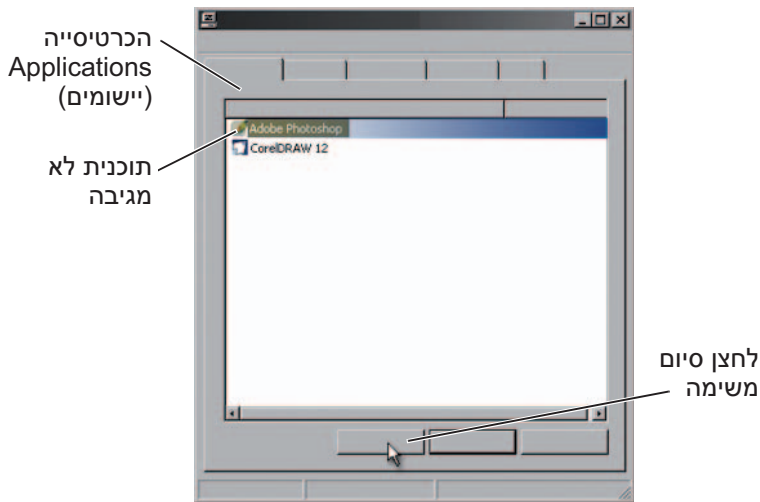 הכרטיסייה
Applications
(יישומים)
Adobe Photoshop
CorelDRAW 12
תוכנית לא
מגיבה
לחצן סיום
משימה